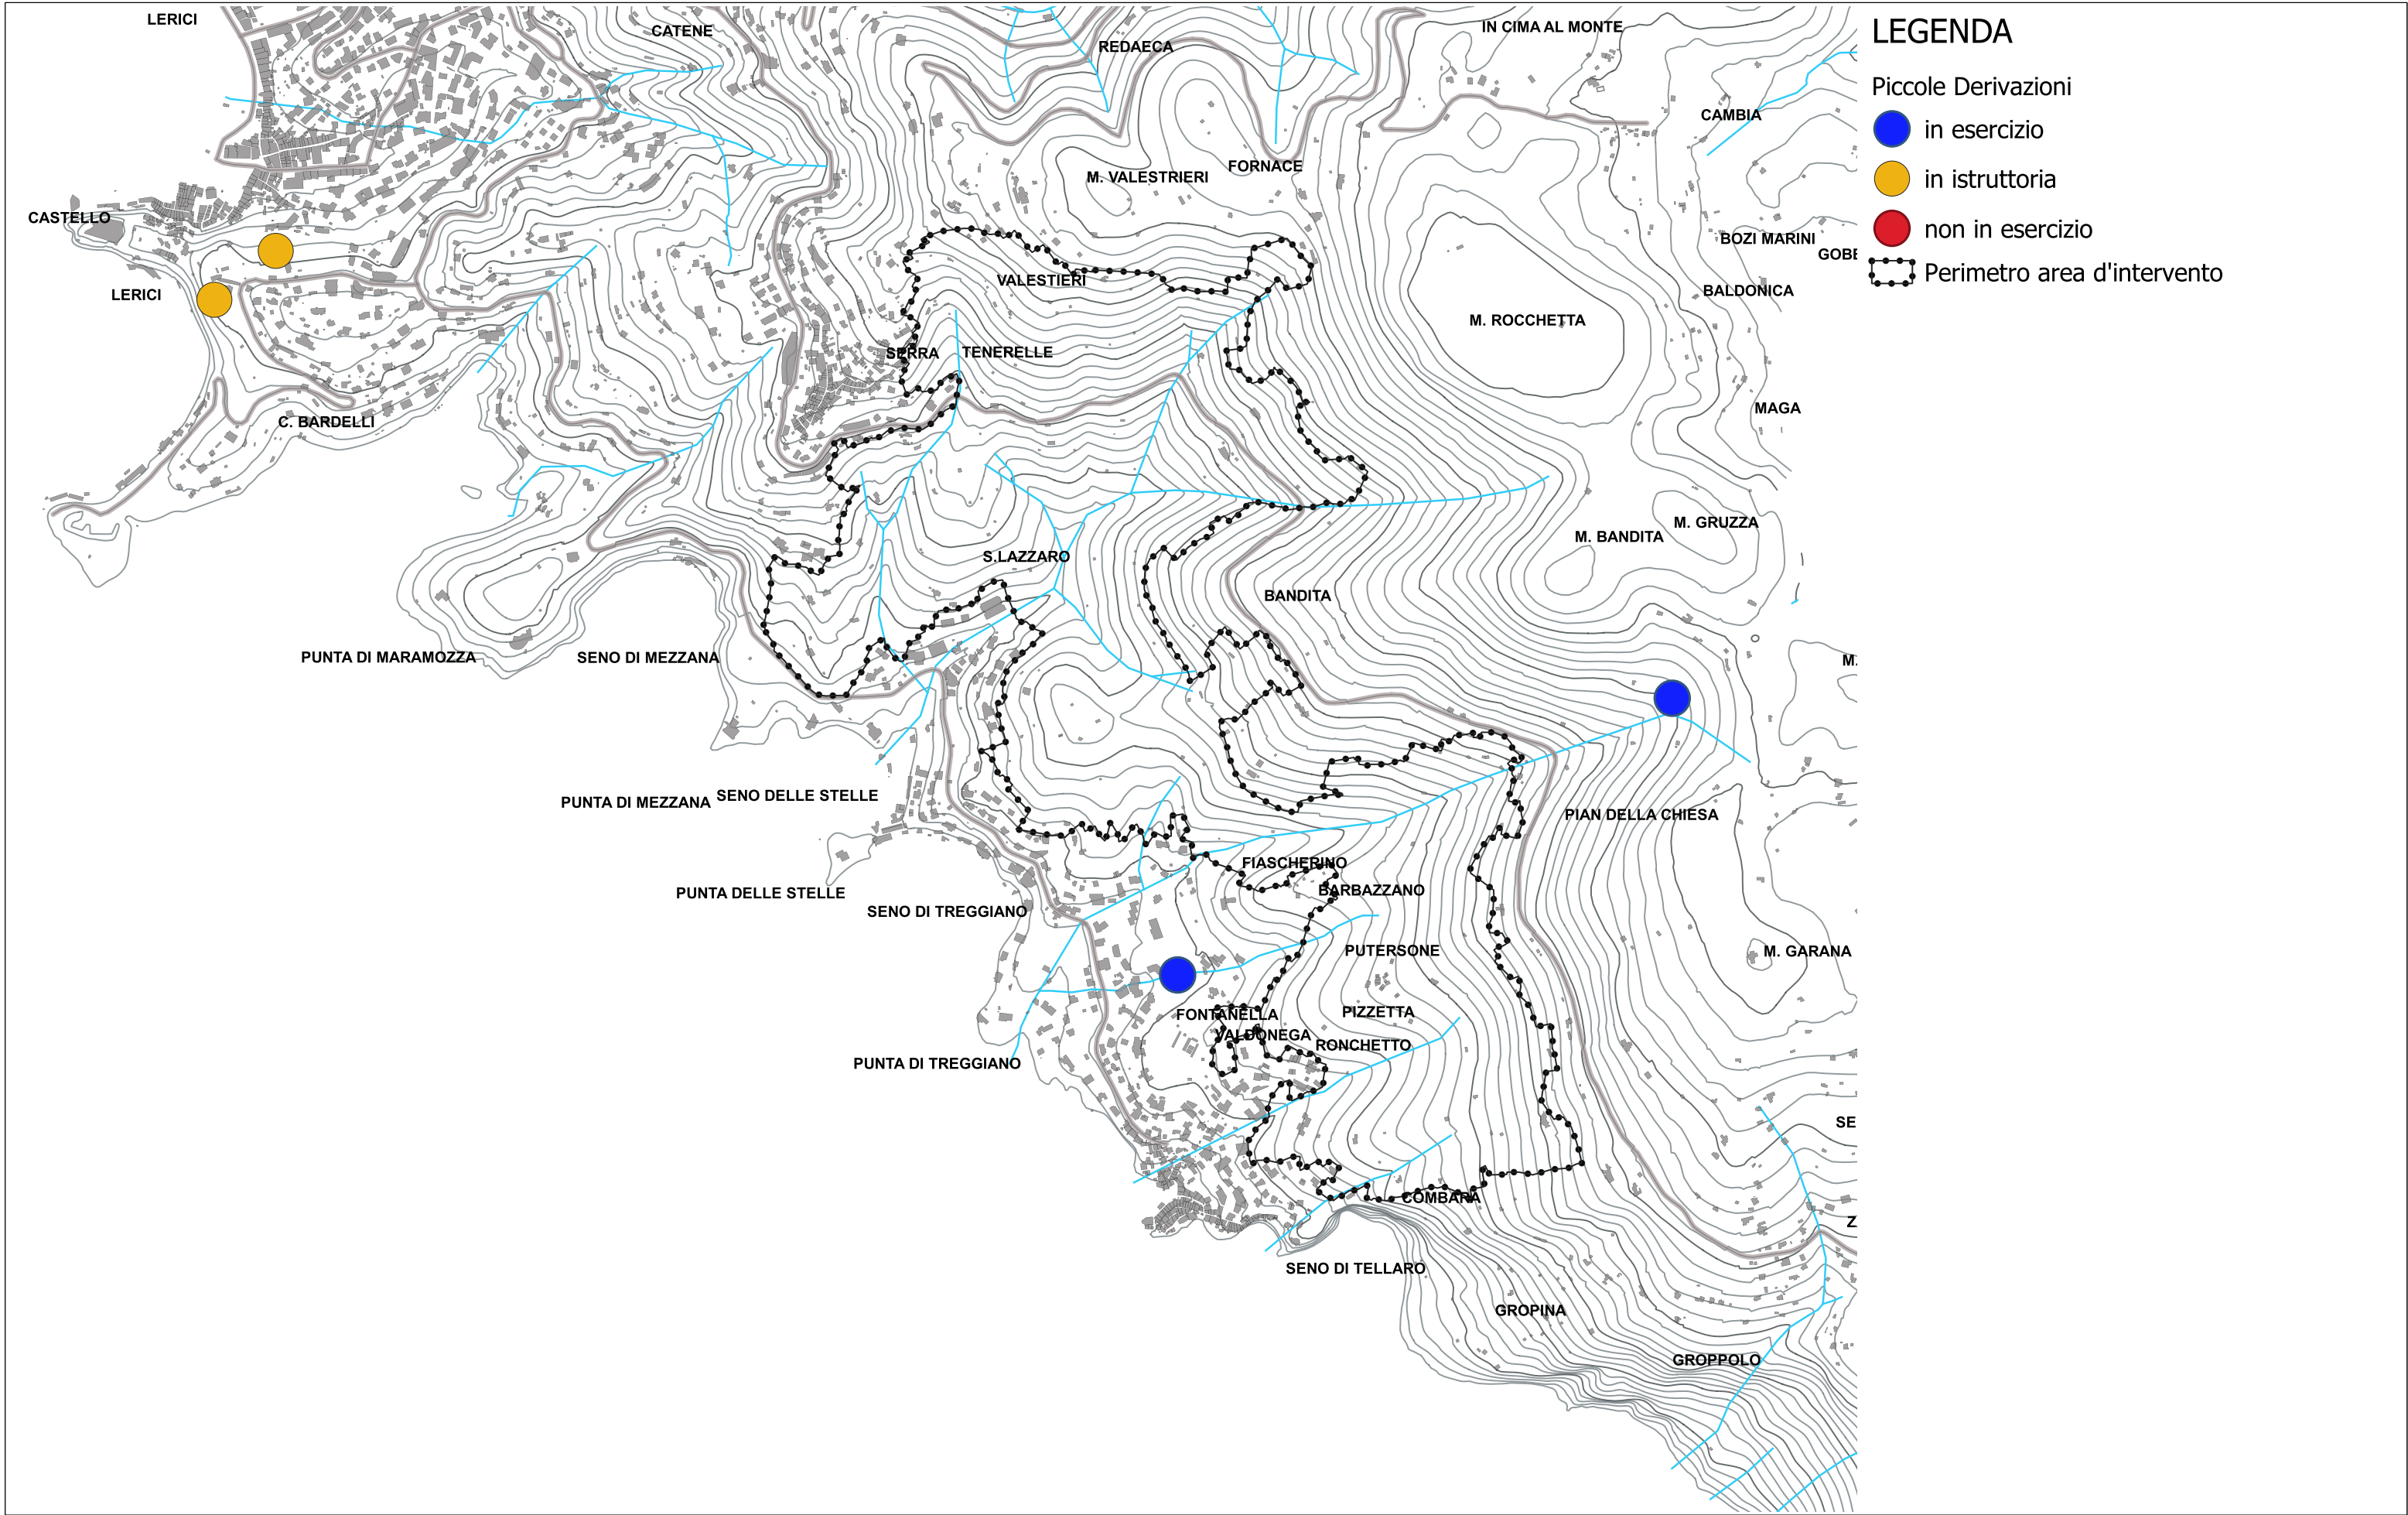 LERICI
CATENE
REDAECA
IN CIMA AL MONTE
CAMBIA
FORNACE
M. VALESTRIERI
CASTELLO
BOZI MARINI
GOBE
VALESTIERI
LERICI
BALDONICA
M. ROCCHETTA
SERRA
TENERELLE
MAGA
C. BARDELLI
M. GRUZZA
M. BANDITA
S.LAZZARO
BANDITA
PUNTA DI MARAMOZZA
SENO DI MEZZANA
M.
SENO DELLE STELLE
PUNTA DI MEZZANA
PIAN DELLA CHIESA
FIASCHERINO
BARBAZZANO
PUNTA DELLE STELLE
SENO DI TREGGIANO
PUTERSONE
M. GARANA
PIZZETTA
FONTANELLA
VALDONEGA
RONCHETTO
PUNTA DI TREGGIANO
SE
COMBARA
Z
SENO DI TELLARO
GROPINA
GROPPOLO
LEGENDA
Piccole Derivazioni
in esercizio
in istruttoria
non in esercizio
Perimetro area d'intervento